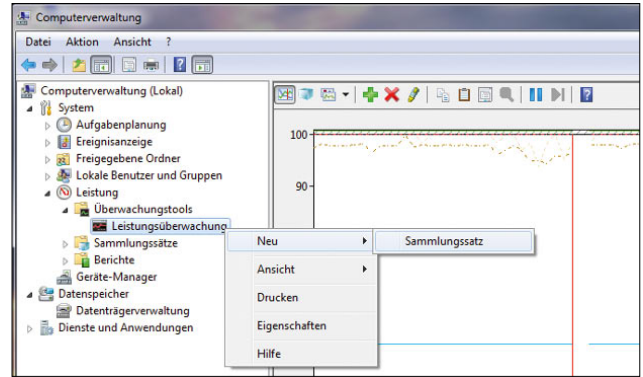 Computerverwaltung
Datei Aktion Ansicht ?
Computerverwaltung (Lokal)
System
Aufgabenplanung
Ereignisanzeige
Freigegebene Ordner
Lokale Benutzer und Gruppen
Leistung
Überwachungstools
Leistungsüberwachung
Sammlungssätze
Berichte
Geräte-Manager
Datenspeicher
Datenträgerverwaltung
Dienste und Anwendungen
100
90
Neu
Ansicht
Drucken
Eigenschaften
Hilfe
Sammlungssatz